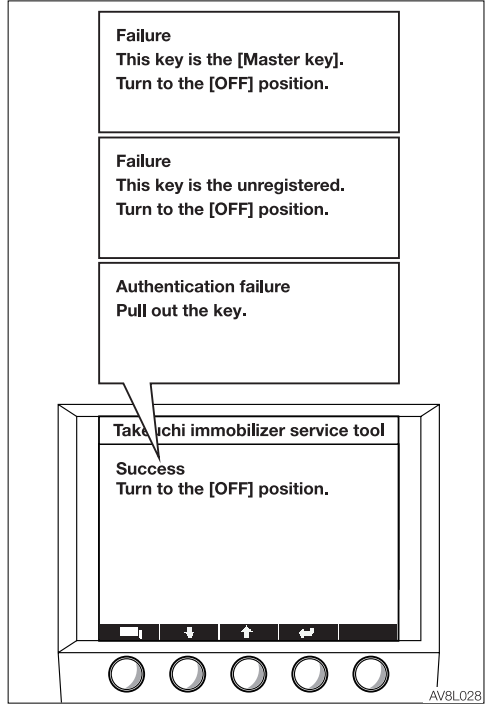 Failure
This key is the [Master key].
Turn to the [OFF] position.
Failure
This key is the unregistered.
Turn to the [OFF] position.
Authentication failure
Pull out the key.
Takeuchi immobilizer service tool
Success
Turn to the [OFF] position.
AV8L028